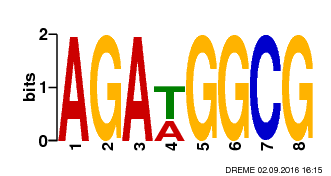 2
bits
1
0
AGATGGCG
A
1 2 3 4 5 6 7 8
DREME 02.09.2016 16:15